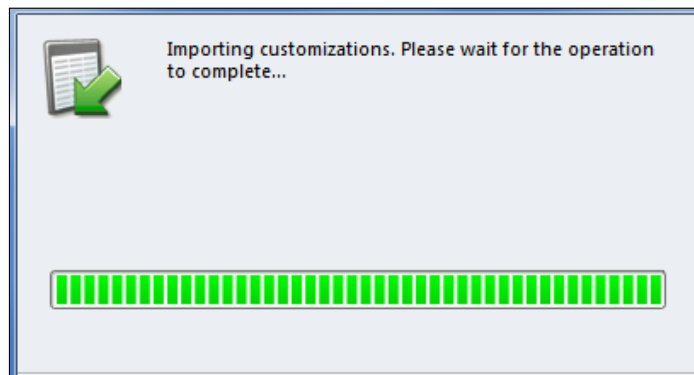 Importing customizations. Please wait for the operation
to complete...